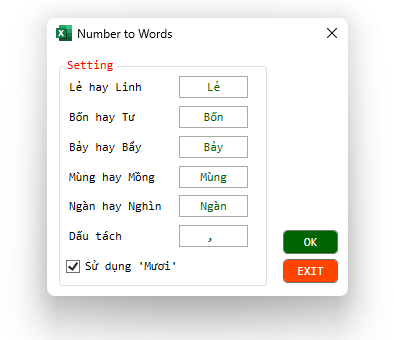 Number to Words
Setting
Lẻ hay Linh Lẻ
Bốn hay Tư Bốn
Bảy hay Bẩy Bảy
Mùng hay Mồng Mùng
Ngàn hay Nghìn Ngàn
Dấu tách ,
Sử dụng 'Mươi'
OK
EXIT